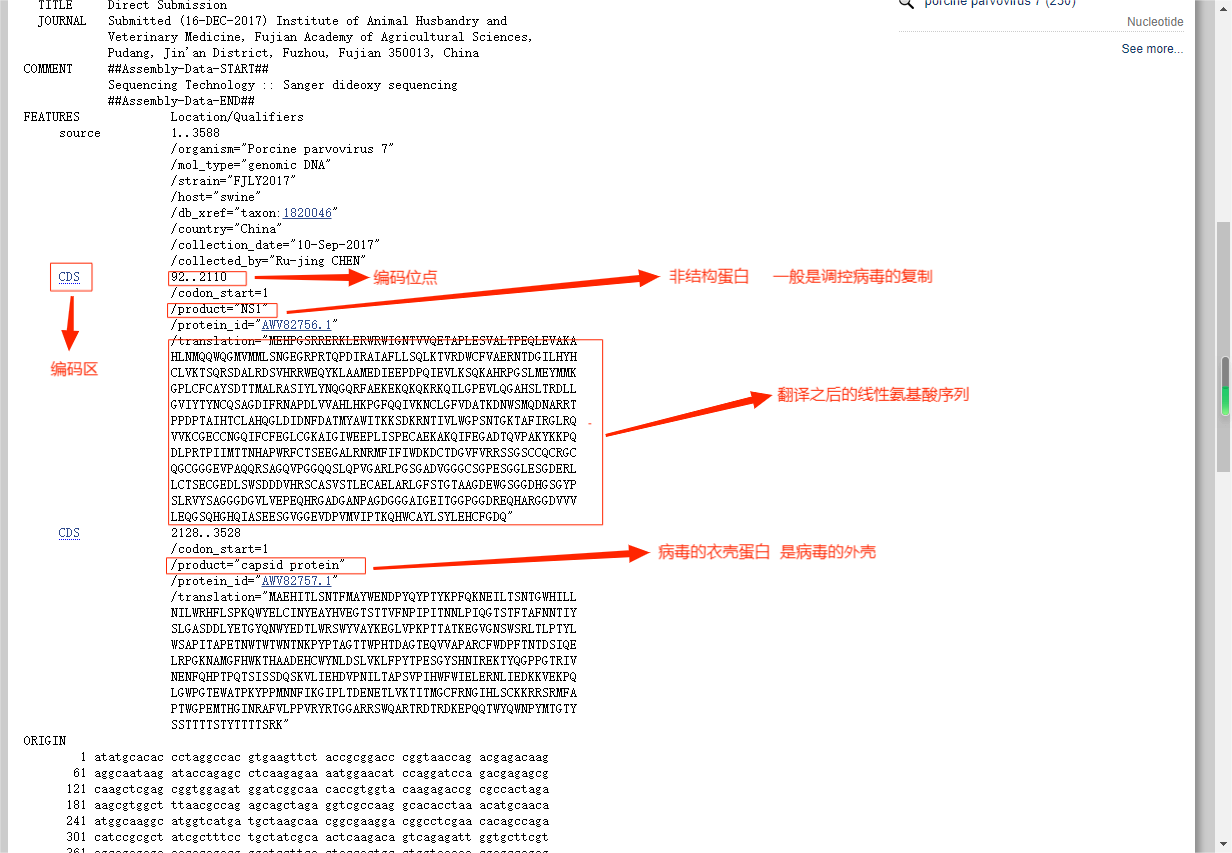 TITLE Direct Submission
JOURNAL Submitted (16-DEC-2017) Institute of Animal Husbandry and
Veterinary Medicine, Fujian Academy of Agricultural Sciences,
Pudang, Jin'an District, Fuzhou, Fujian 350013, China
COMMENT ##Assembly-Data-START##
Sequencing Technology :: Sanger dideoxy sequencing
##Assembly-Data-END##
FEATURES Location/Qualifiers
source 1..3588
/organism="Porcine parvovirus 7"
/mol_type="genomic DNA"
/strain="FJLY2017"
/host="swine"
/db_xref="taxon:1820046"
/country="China"
/collection_date="10-Sep-2017"
/collected_by="Ru-jing CHEN"
CDS 92..2110 编码位点
/codon_start=1
/product="NS1" 非结构蛋白 一般是调控病毒的复制
/protein_id="AWV82756.1"
编码区
/translation="MEHPGSRRERKLERWRWIGNTVVQETAPLESVALTPEQLEVAKA
HLNMQQWQGMVMMLSNGEGRPRTQPDIRAIAFLLSQLKTVRDWCFVAERNTDGILHYH
CLVKTSQRSDALRDSVHRRWEQYKLAAMEDIEEPDPQIEVLKSQKAHRPGSLMEYMMK
GPLCFCAYSDTTMALRASIYLYNQGQRFAEKEKQKQKRKQILGPEVLQGAHSLTRDLL
GVIYTYNCQSAGDIFRNAPDLVVAHLHKPGFQQIVKNCLGFVDATKDNWSMQDNARRT
PPDPTAIHTCLAHQGLDIDNFDATMYAWITKKSDKRNTIVLWGPSNTGKTAFIRGLRQ
VVKCGECCNGQIFCFEGLCGKAIGIWEEPLISPECAEKAKQIFEGADTQVPAKYKKPQ
DLPRTPIIMTTNHAPWRFCTSEEGALRNRMFIFIWDKDCTDGVFVRRSSGSCCQCRGC
QGCGGGEVPAQQRSAGQVPGGQQSLQPVGARLPGSGADVGGGCSGPESGGLESGDERL
LCTSECGEDLSWSDDDVHRSCASVSTLECAELARLGFSTGTAAGDEWGSGGDHGSGYP
SLRVYSAGGGDGVLVEPEQHRGADGANPAGDGGGAIGEITGGPGGDREQHARGGDVVV
LEQGSQHGHQIASEESGVGGEVDPVMVIPTKQHWCAYLSYLEHCFGDQ"
翻译之后的线性氨基酸序列
CDS 2128..3528
/codon_start=1
/product="capsid protein" 病毒的衣壳蛋白 是病毒的外壳
/protein_id="AWV82757.1"
/translation="MAEHITLSNTFMAYWENDPYQYPTYKPFQKNEILTSNTGWHILL
NILWRHFLSPKQWYELCINYEAYHVEGTSTTVFNPIPITNNLPIQGTSTFTAFNNTIY
SLGASDDLYETGYQNWYEDTLWRSWYVAYKEGLVPKPTTATKEGVGNSWSRLTLPTYL
WSAPITAPETNWTWTWNTNKPYPTAGTTWPHTDAGTEQVVAPARCFWDPFTNTDSIQE
LRPGKNAMGFHWKTHAADEHCWYNLDSLVKLFPYTPESGYSHNIREKTYQGPPGTRIV
NENFQHPTPQTSISSDQSKVLIEHDVPNILTAPSVPIHWFWIELERNLIEDKKVEKPQ
LGWPGTEWATPKYPPMNNFIKGIPLTDENETLVKTITMGCFRNGIHLSCKKRRSRMFA
PTWGPEMTHGINRAFVLPPVRYRTGGARRSWQARTRDTRDKEPQQTWYQWNPYMTGTY
SSTTTTSTYTTTTSRK"
ORIGIN
1 atatgcacac cctaggccac gtgaagttct accgcggacc cggtaaccag acgagacaag
61 aggcaataag ataccagagc ctcaagagaa aatggaacat ccaggatcca gacgagagcg
121 caagctcgag cggtggagat ggatcggcaa caccgtggta caagagaccg cgccactaga
181 aagcgtggct ttaacgccag agcagctaga ggtcgccaag gcacacctaa acatgcaaca
241 atggcaaggc atggtcatga tgctaagcaa cggcgaagga cggcctcgaa cacagccaga
301 catccgcgct atcgctttcc tgctatcgca actcaagaca gtcagagatt ggtgcttcgt
porcine parvovirus 7 (250)
Nucleotide
See more...